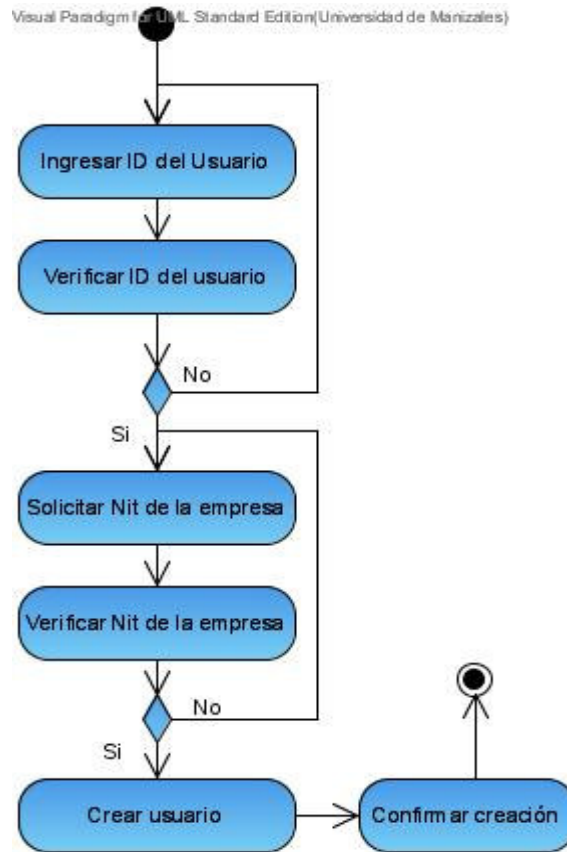 Visual Paradigm for UML Standard Edition(Universidad de Manizales)
Ingresar ID del Usuario
Verificar ID del usuario
No
Si
Solicitar Nit de la empresa
Verificar Nit de la empresa
No
Si
Crear usuario
Confirmar creación